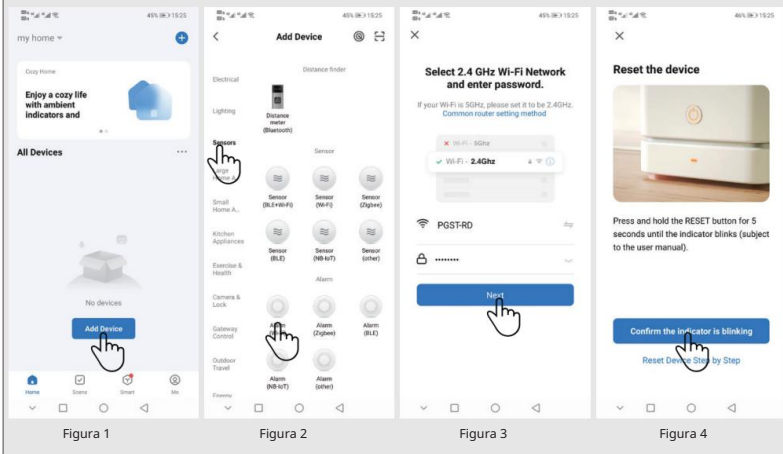 45% 15:25
my home
Cozy Home
Enjoy a cozy life
with ambient
indicators and
All Devices
No devices
Add Device
Home
Scene
Smart
Me
Figura 1
45% 15:25
Add Device
Electrical
Lighting
Sensors
Large
Home A..
Small
Home A..
Kitchen
Appliances
Exercise &
Health
Camera &
Lock
Gateway
Control
Outdoor
Travel
Energy
Distance finder
Distance
meter
(Bluetooth)
Sensor
Sensor
(BLE+Wi-Fi)
Sensor
(Wi-Fi)
Sensor
(Zigbee)
Sensor
(BLE)
Sensor
(NB-IoT)
Sensor
(other)
Alarm
Alarm
(Wi-Fi)
Alarm
(Zigbee)
Alarm
(BLE)
Alarm
(NB-IoT)
Alarm
(other)
Figura 2
45% 15:25
Select 2.4 GHz Wi-Fi Network
and enter password.
If your Wi-Fi is 5GHz, please set it to be 2.4GHz.
Common router setting method
Wi-Fi - 5Ghz
Wi-Fi - 2.4Ghz
PGST-RD
Next
Figura 3
46% 15:25
Reset the device
Press and hold the RESET button for 5
seconds until the indicator blinks (subject
to the user manual).
Confirm the indicator is blinking
Reset Device Step by Step
Figura 4